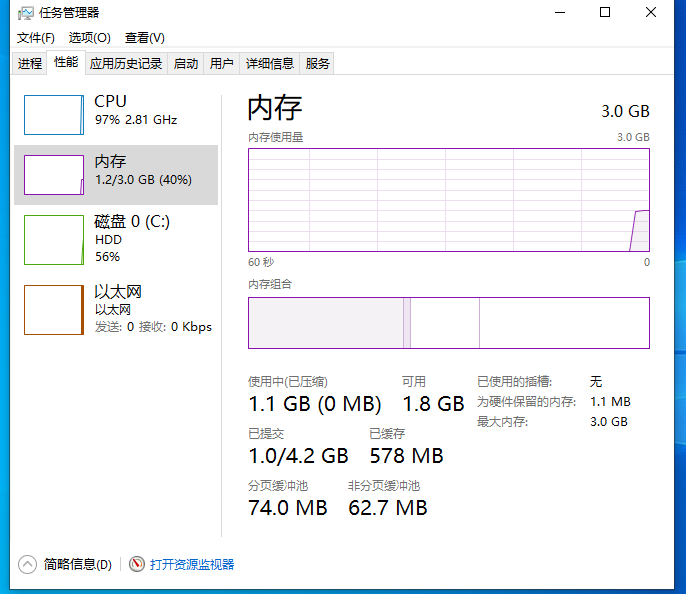 任务管理器
文件(F) 选项(O) 查看(V)
进程 性能 应用历史记录 启动 用户 详细信息 服务
CPU
97% 2.81 GHz
内存
1.2/3.0 GB (40%)
磁盘 0 (C:)
HDD
56%
以太网
以太网
发送: 0 接收: 0 Kbps
内存 3.0 GB
内存使用量 3.0 GB
60 秒 0
内存组合
使用中(已压缩) 可用
1.1 GB (0 MB) 1.8 GB
已提交 已缓存
1.0/4.2 GB 578 MB
分页缓冲池 非分页缓冲池
74.0 MB 62.7 MB
已使用的插槽: 无
为硬件保留的内存: 1.1 MB
最大内存: 3.0 GB
简略信息(D) 打开资源监视器